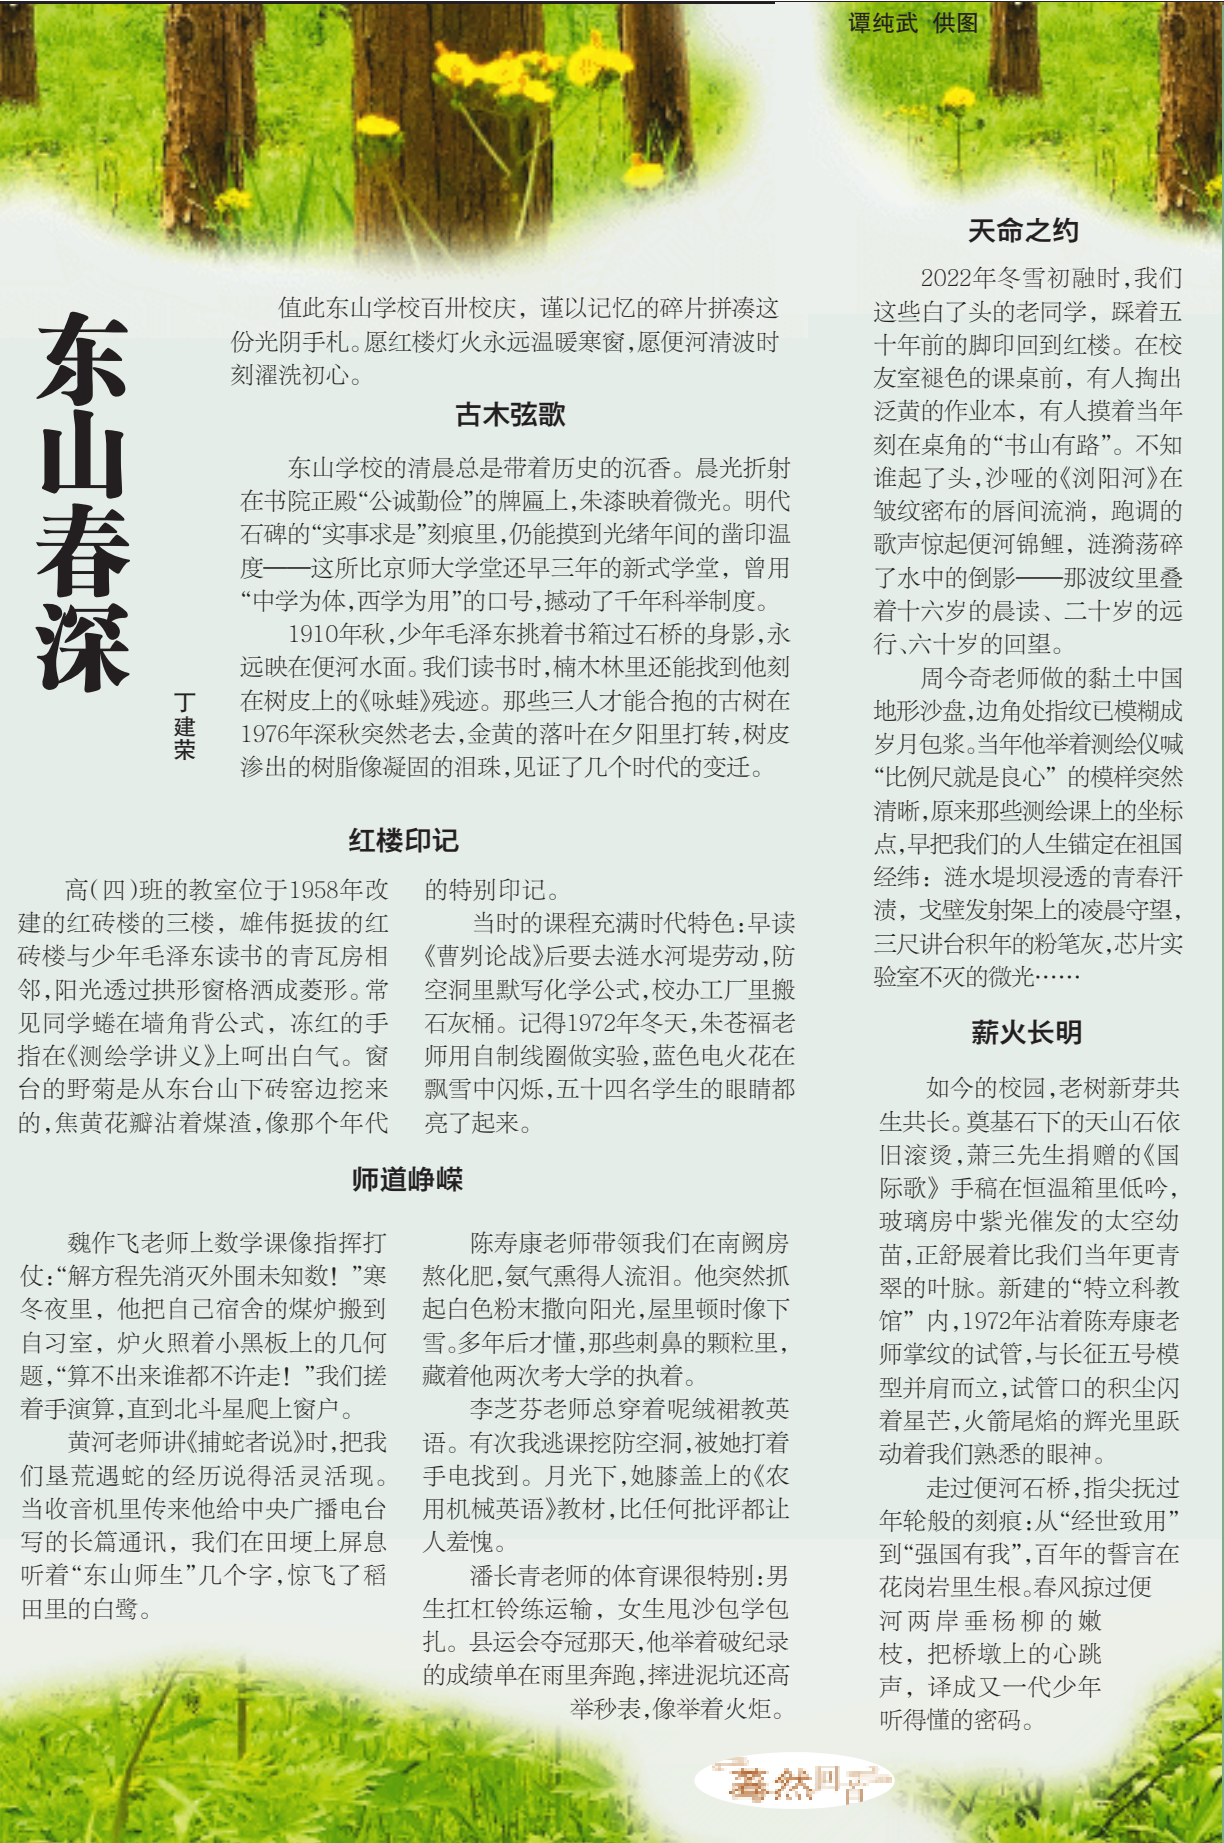 谭纯武 供图
东山春深
丁建荣
值此东山学校百卅校庆，谨以记忆的碎片拼凑这
份光阴手札。愿红楼灯火永远温暖寒窗，愿便河清波时
刻濯洗初心。
古木弦歌
东山学校的清晨总是带着历史的沉香。晨光折射
在书院正殿“公诚勤俭”的牌匾上，朱漆映着微光。明代
石碑的“实事求是”刻痕里，仍能摸到光绪年间的凿印温
度——这所比京师大学堂还早三年的新式学堂，曾用
“中学为体，西学为用”的口号，撼动了千年科举制度。
1910年秋，少年毛泽东挑着书箱过石桥的身影，永
远映在便河水面。我们读书时，楠木林里还能找到他刻
在树皮上的《咏蛙》残迹。那些三人才能合抱的古树在
1976年深秋突然老去，金黄的落叶在夕阳里打转，树皮
渗出的树脂像凝固的泪珠，见证了几个时代的变迁。
红楼印记
高（四）班的教室位于1958年改
建的红砖楼的三楼，雄伟挺拔的红
砖楼与少年毛泽东读书的青瓦房相
邻，阳光透过拱形窗格洒成菱形。常
见同学蜷在墙角背公式，冻红的手
指在《测绘学讲义》上呵出白气。窗
台的野菊是从东台山下砖窑边挖来
的，焦黄花瓣沾着煤渣，像那个年代
的特别印记。
当时的课程充满时代特色：早读
《曹刿论战》后要去涟水河堤劳动，防
空洞里默写化学公式，校办工厂里搬
石灰桶。记得1972年冬天，朱苍福老
师用自制线圈做实验，蓝色电火花在
飘雪中闪烁，五十四名学生的眼睛都
亮了起来。
师道峥嵘
魏作飞老师上数学课像指挥打
仗：“解方程先消灭外围未知数！”寒
冬夜里，他把自己宿舍的煤炉搬到
自习室，炉火照着小黑板上的几何
题，“算不出来谁都不许走！”我们搓
着手演算，直到北斗星爬上窗户。
黄河老师讲《捕蛇者说》时，把我
们垦荒遇蛇的经历说得活灵活现。
当收音机里传来他给中央广播电台
写的长篇通讯，我们在田埂上屏息
听着“东山师生”几个字，惊飞了稻
田里的白鹭。
陈寿康老师带领我们在南阙房
熬化肥，氨气熏得人流泪。他突然抓
起白色粉末撒向阳光，屋里顿时像下
雪。多年后才懂，那些刺鼻的颗粒里，
藏着他两次考大学的执着。
李芝芬老师总穿着呢绒裙教英
语。有次我逃课挖防空洞，被她打着
手电找到。月光下，她膝盖上的《农
用机械英语》教材，比任何批评都让
人羞愧。
潘长青老师的体育课很特别：男
生扛杠铃练运输，女生甩沙包学包
扎。县运会夺冠那天，他举着破纪录
的成绩单在雨里奔跑，摔进泥坑还高
举秒表，像举着火炬。
天命之约
2022年冬雪初融时，我们
这些白了头的老同学，踩着五
十年前的脚印回到红楼。在校
友室褪色的课桌前，有人掏出
泛黄的作业本，有人摸着当年
刻在桌角的“书山有路”。不知
谁起了头，沙哑的《浏阳河》在
皱纹密布的唇间流淌，跑调的
歌声惊起便河锦鲤，涟漪荡碎
了水中的倒影——那波纹里叠
着十六岁的晨读、二十岁的远
行、六十岁的回望。
周今奇老师做的黏土中国
地形沙盘，边角处指纹已模糊成
岁月包浆。当年他举着测绘仪喊
“比例尺就是良心”的模样突然
清晰，原来那些测绘课上的坐标
点，早把我们的人生锚定在祖国
经纬：涟水堤坝浸透的青春汗
渍，戈壁发射架上的凌晨守望，
三尺讲台积年的粉笔灰，芯片实
验室不灭的微光……
薪火长明
如今的校园，老树新芽共
生共长。奠基石下的天山石依
旧滚烫，萧三先生捐赠的《国
际歌》手稿在恒温箱里低吟，
玻璃房中紫光催发的太空幼
苗，正舒展着比我们当年更青
翠的叶脉。新建的“特立科教
馆”内，1972年沾着陈寿康老
师掌纹的试管，与长征五号模
型并肩而立，试管口的积尘闪
着星芒，火箭尾焰的辉光里跃
动着我们熟悉的眼神。
走过便河石桥，指尖抚过
年轮般的刻痕：从“经世致用”
到“强国有我”，百年的誓言在
花岗岩里生根。春风掠过便
河两岸垂杨柳的嫩
枝，把桥墩上的心跳
声，译成又一代少年
听得懂的密码。
蓦然回音